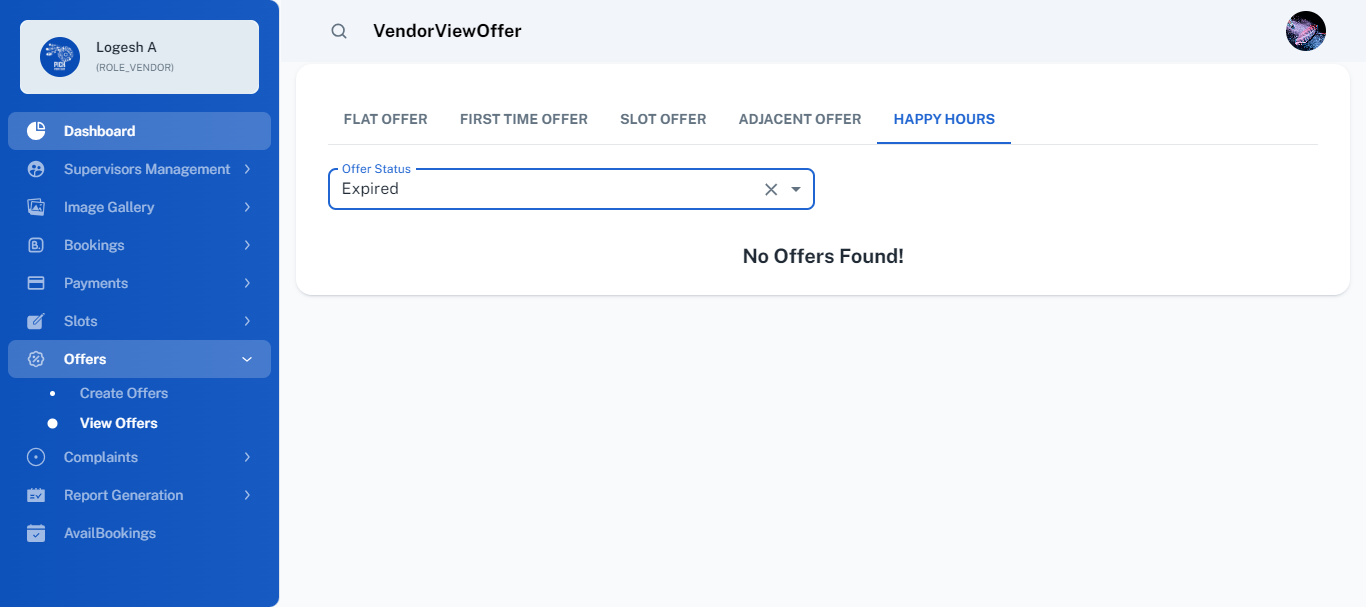 Logesh A
(ROLE_VENDOR)
Dashboard
Supervisors Management
Image Gallery
Bookings
Payments
Slots
Offers
Create Offers
View Offers
Complaints
Report Generation
AvailBookings
VendorViewOffer
FLAT OFFER
FIRST TIME OFFER
SLOT OFFER
ADJACENT OFFER
HAPPY HOURS
Offer Status
Expired
No Offers Found!